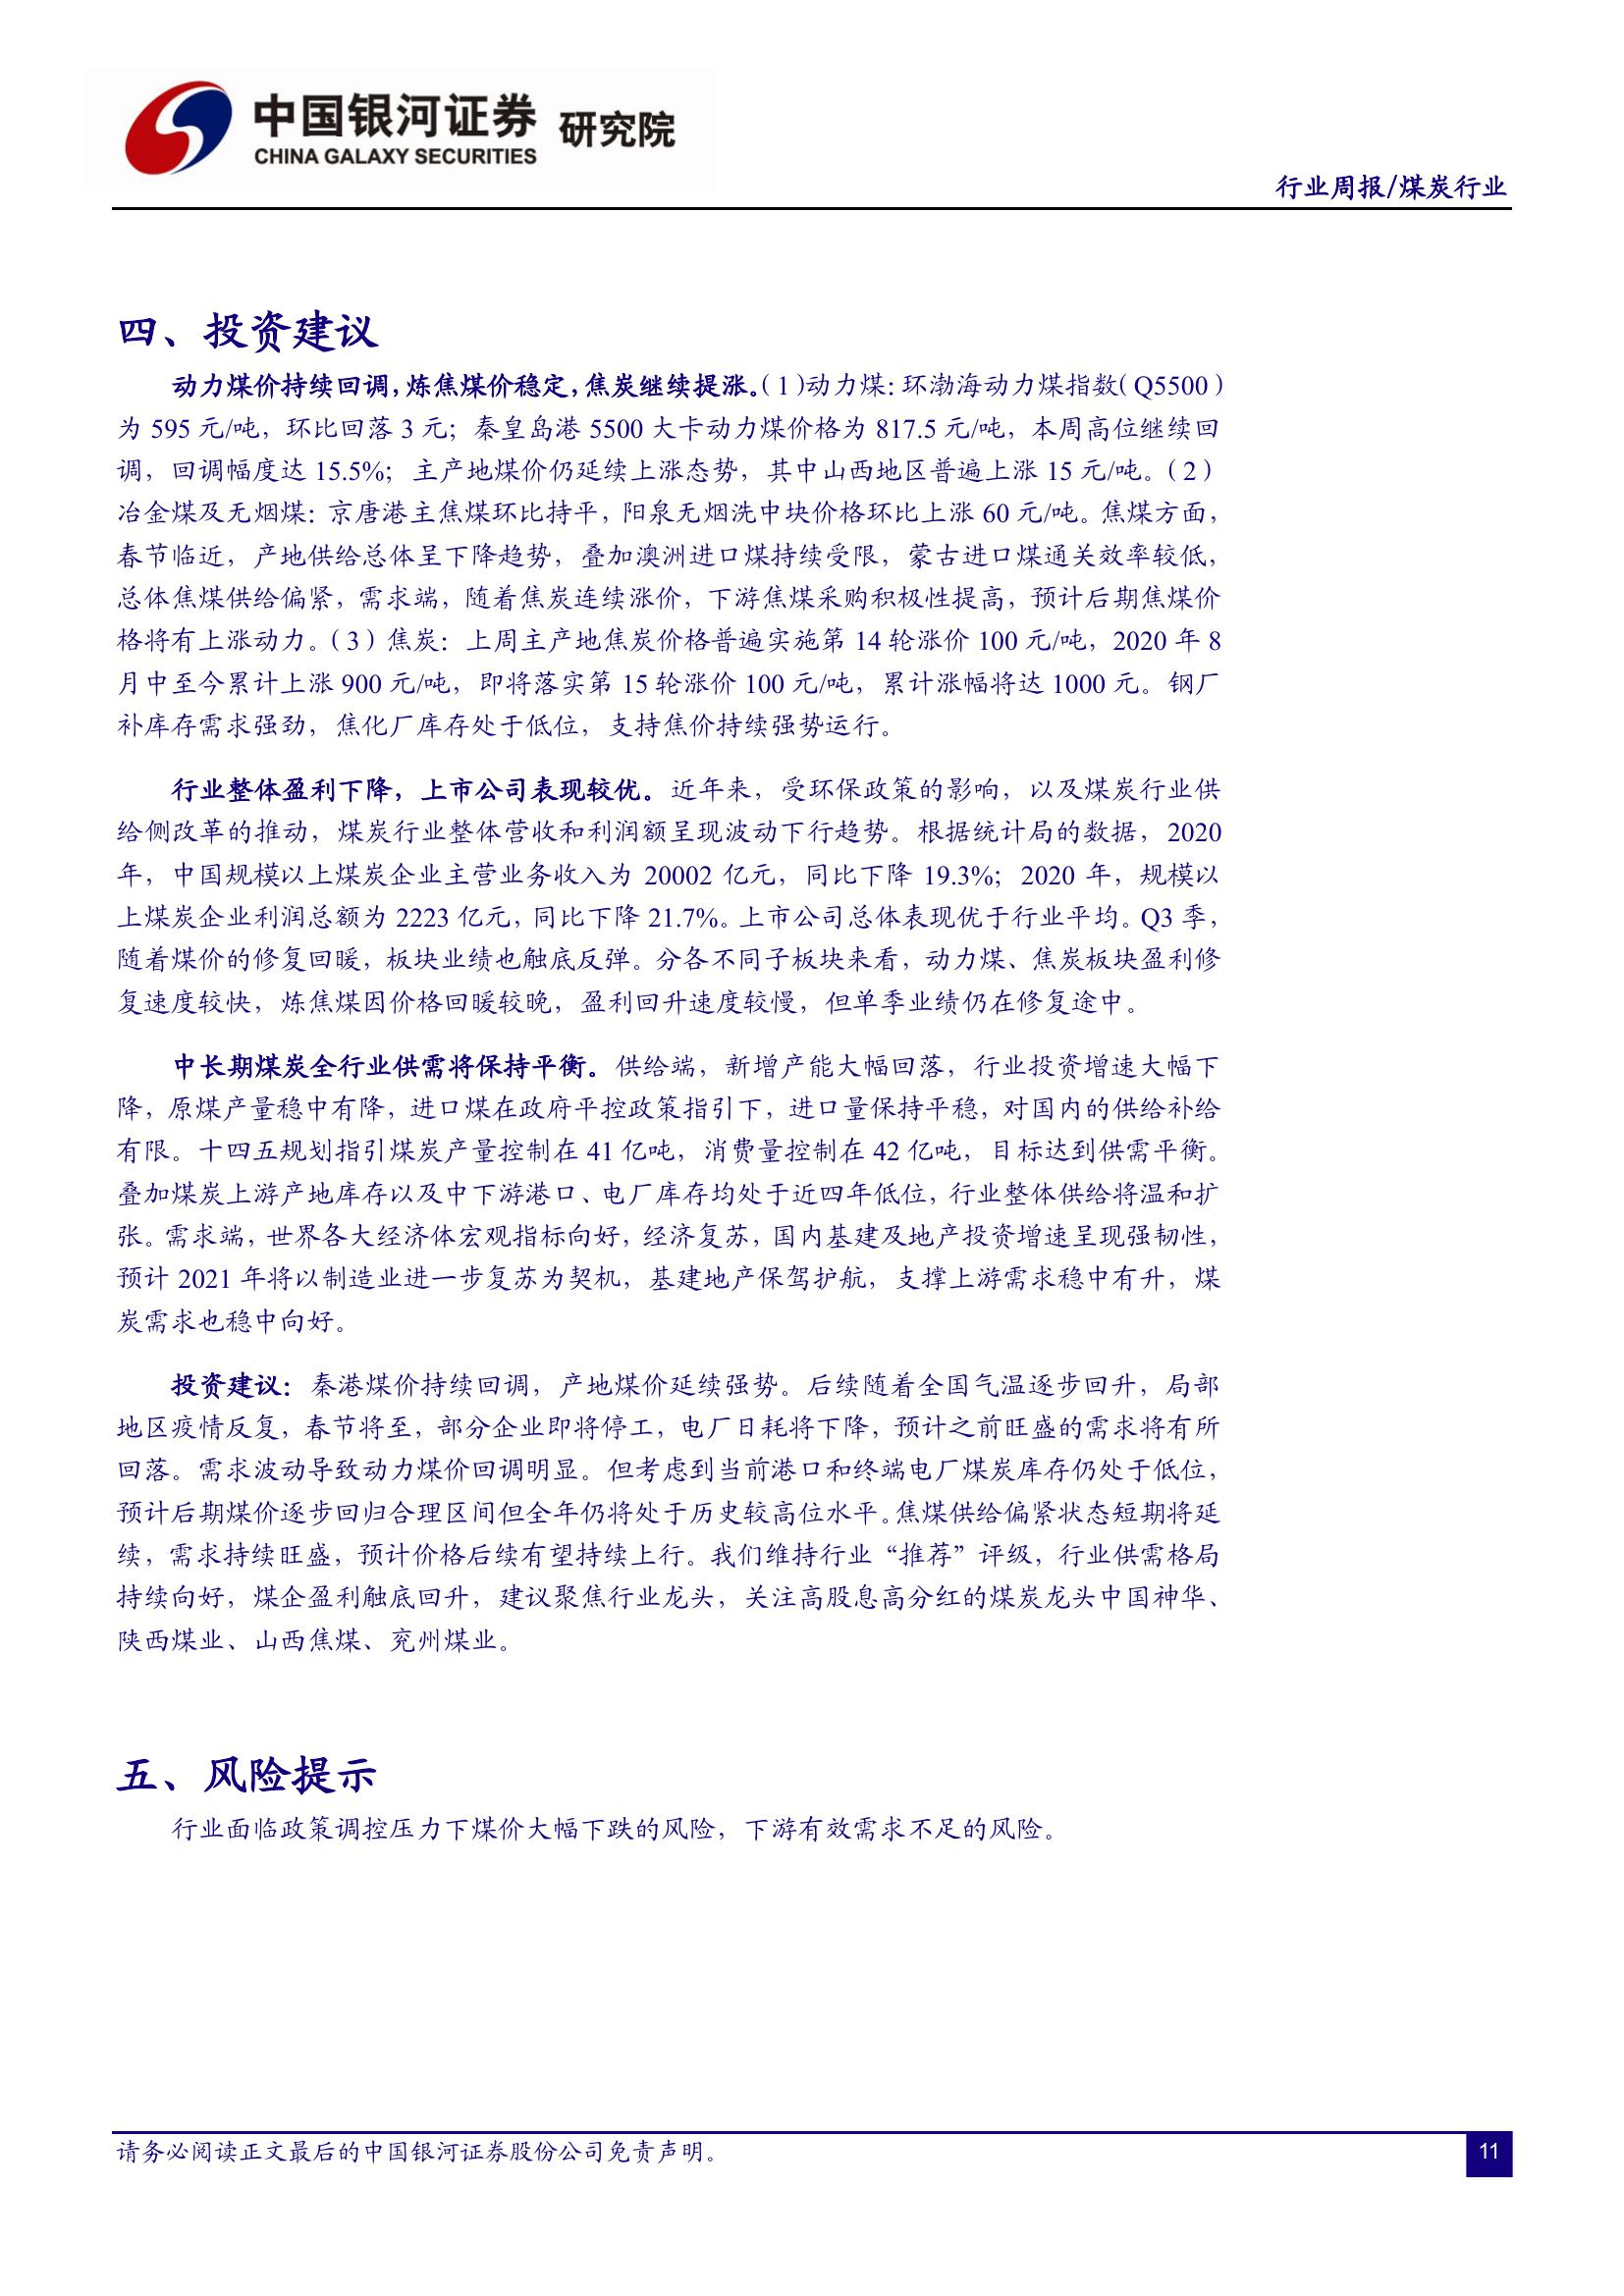 中国银河证券 研究院
CHINA GALAXY SECURITIES
行业周报/煤炭行业
四、投资建议
动力煤价持续回调，炼焦煤价稳定，焦炭继续提涨。（1）动力煤：环渤海动力煤指数（Q5500）
为 595 元/吨，环比回落 3 元；秦皇岛港 5500 大卡动力煤价格为 817.5 元/吨，本周高位继续回
调，回调幅度达 15.5%；主产地煤价仍延续上涨态势，其中山西地区普遍上涨 15 元/吨。（2）
冶金煤及无烟煤：京唐港主焦煤环比持平，阳泉无烟洗中块价格环比上涨 60 元/吨。焦煤方面，
春节临近，产地供给总体呈下降趋势，叠加澳洲进口煤持续受限，蒙古进口煤通关效率较低，
总体焦煤供给偏紧，需求端，随着焦炭连续涨价，下游焦煤采购积极性提高，预计后期焦煤价
格将有上涨动力。（3）焦炭：上周主产地焦炭价格普遍实施第 14 轮涨价 100 元/吨，2020 年 8
月中至今累计上涨 900 元/吨，即将落实第 15 轮涨价 100 元/吨，累计涨幅将达 1000 元。钢厂
补库存需求强劲，焦化厂库存处于低位，支持焦价持续强势运行。
行业整体盈利下降，上市公司表现较优。近年来，受环保政策的影响，以及煤炭行业供
给侧改革的推动，煤炭行业整体营收和利润额呈现波动下行趋势。根据统计局的数据，2020
年，中国规模以上煤炭企业主营业务收入为 20002 亿元，同比下降 19.3%；2020 年，规模以
上煤炭企业利润总额为 2223 亿元，同比下降 21.7%。上市公司总体表现优于行业平均。Q3 季，
随着煤价的修复回暖，板块业绩也触底反弹。分各不同子板块来看，动力煤、焦炭板块盈利修
复速度较快，炼焦煤因价格回暖较晚，盈利回升速度较慢，但单季业绩仍在修复途中。
中长期煤炭全行业供需将保持平衡。供给端，新增产能大幅回落，行业投资增速大幅下
降，原煤产量稳中有降，进口煤在政府平控政策指引下，进口量保持平稳，对国内的供给补给
有限。十四五规划指引煤炭产量控制在 41 亿吨，消费量控制在 42 亿吨，目标达到供需平衡。
叠加煤炭上游产地库存以及中下游港口、电厂库存均处于近四年低位，行业整体供给将温和扩
张。需求端，世界各大经济体宏观指标向好，经济复苏，国内基建及地产投资增速呈现强韧性，
预计 2021 年将以制造业进一步复苏为契机，基建地产保驾护航，支撑上游需求稳中有升，煤
炭需求也稳中向好。
投资建议：秦港煤价持续回调，产地煤价延续强势。后续随着全国气温逐步回升，局部
地区疫情反复，春节将至，部分企业即将停工，电厂日耗将下降，预计之前旺盛的需求将有所
回落。需求波动导致动力煤价回调明显。但考虑到当前港口和终端电厂煤炭库存仍处于低位，
预计后期煤价逐步回归合理区间但全年仍将处于历史较高位水平。焦煤供给偏紧状态短期将延
续，需求持续旺盛，预计价格后续有望持续上行。我们维持行业“推荐”评级，行业供需格局
持续向好，煤企盈利触底回升，建议聚焦行业龙头，关注高股息高分红的煤炭龙头中国神华、
陕西煤业、山西焦煤、兖州煤业。
五、风险提示
行业面临政策调控压力下煤价大幅下跌的风险，下游有效需求不足的风险。
请务必阅读正文最后的中国银河证券股份公司免责声明。
11